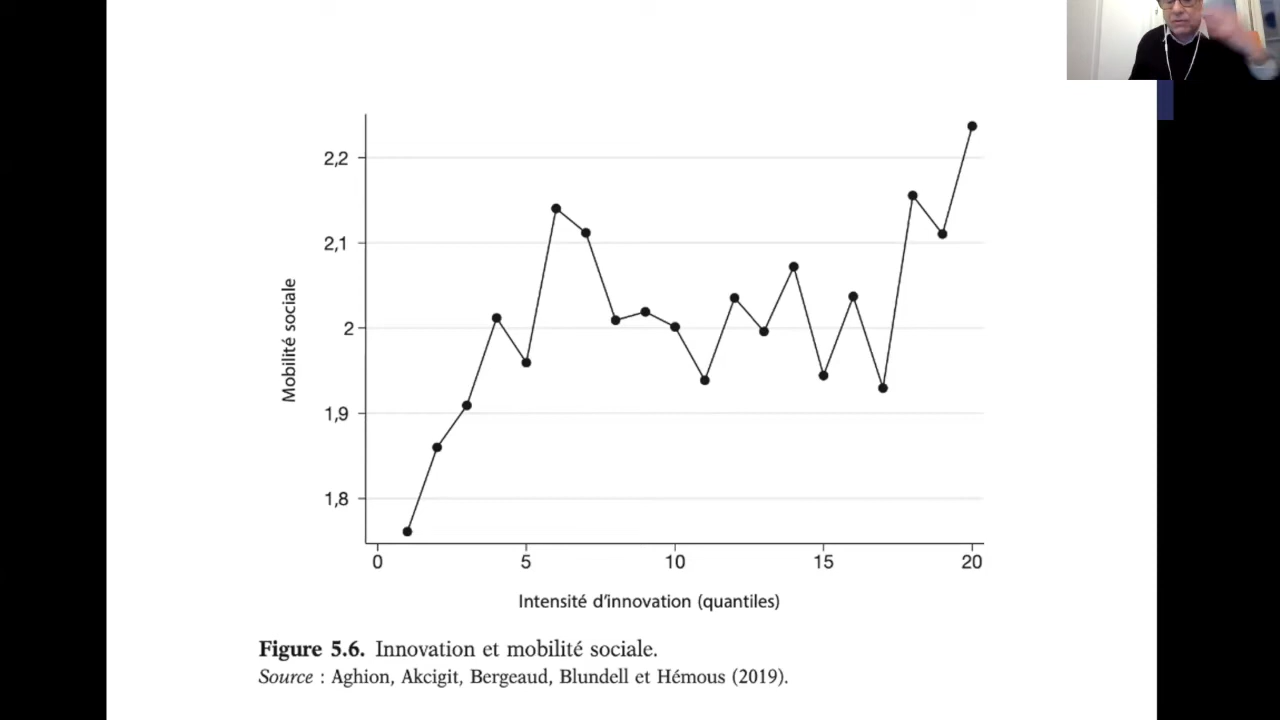 2,2
2,1
2
1,9
1,8
Mobilité sociale
0 5 10 15 20
Intensité d'innovation (quantiles)
Figure 5.6. Innovation et mobilité sociale.
Source : Aghion, Akcigit, Bergeaud, Blundell et Hémous (2019).